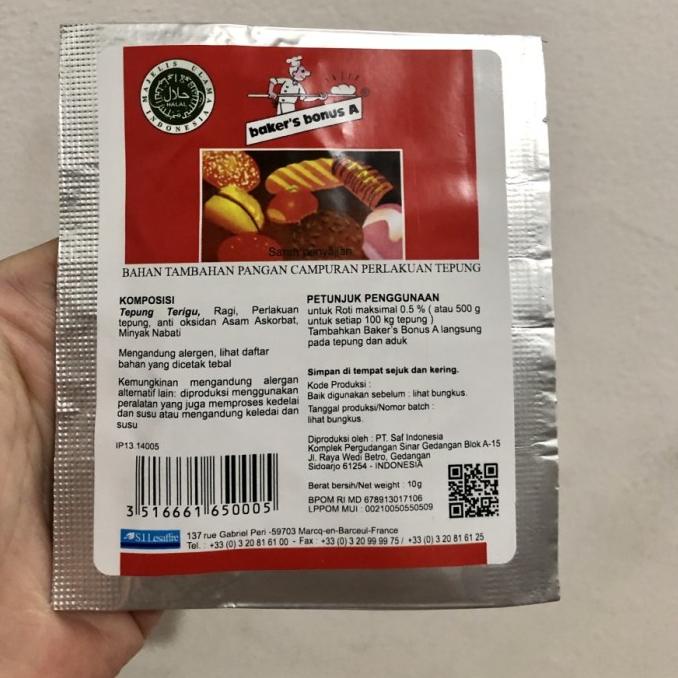 MAJELIS ULAMA INDONESIA
حلال
HALAL
baker's bonus A®
Saran penyajian
BAHAN TAMBAHAN PANGAN CAMPURAN PERLAKUAN TEPUNG
KOMPOSISI
Tepung Terigu, Ragi, Perlakuan
tepung, anti oksidan Asam Askorbat,
Minyak Nabati
Mengandung alergen, lihat daftar
bahan yang dicetak tebal
Kemungkinan mengandung alergan
alternatif lain: diproduksi menggunakan
peralatan yang juga memproses kedelai
dan susu atau mengandung keledai dan
susu
IP13.14005
3 516661 650005
PETUNJUK PENGGUNAAN
untuk Roti maksimal 0.5 % ( atau 500 g
untuk setiap 100 kg tepung )
Tambahkan Baker's Bonus A langsung
pada tepung dan aduk
Simpan di tempat sejuk dan kering.
Kode Produksi :
Baik digunakan sebelum : lihat bungkus.
Tanggal produksi/Nomor batch :
lihat bungkus.
Diproduksi oleh : PT. Saf Indonesia
Komplek Pergudangan Sinar Gedangan Blok A-15
Jl. Raya Wedi Betro, Gedangan
Sidoarjo 61254 - INDONESIA
Berat bersih/Net weight : 10g
BPOM RI MD 678913017106
LPPOM MUI : 00210050550509
S.I.Lesaffre
137 rue Gabriel Peri -59703 Marcq-en-Barceul-France
Tel. : +33 (0) 3 20 81 61 00 - Fax : +33 (0) 3 20 99 99 75 / +33 (0) 3 20 81 61 25